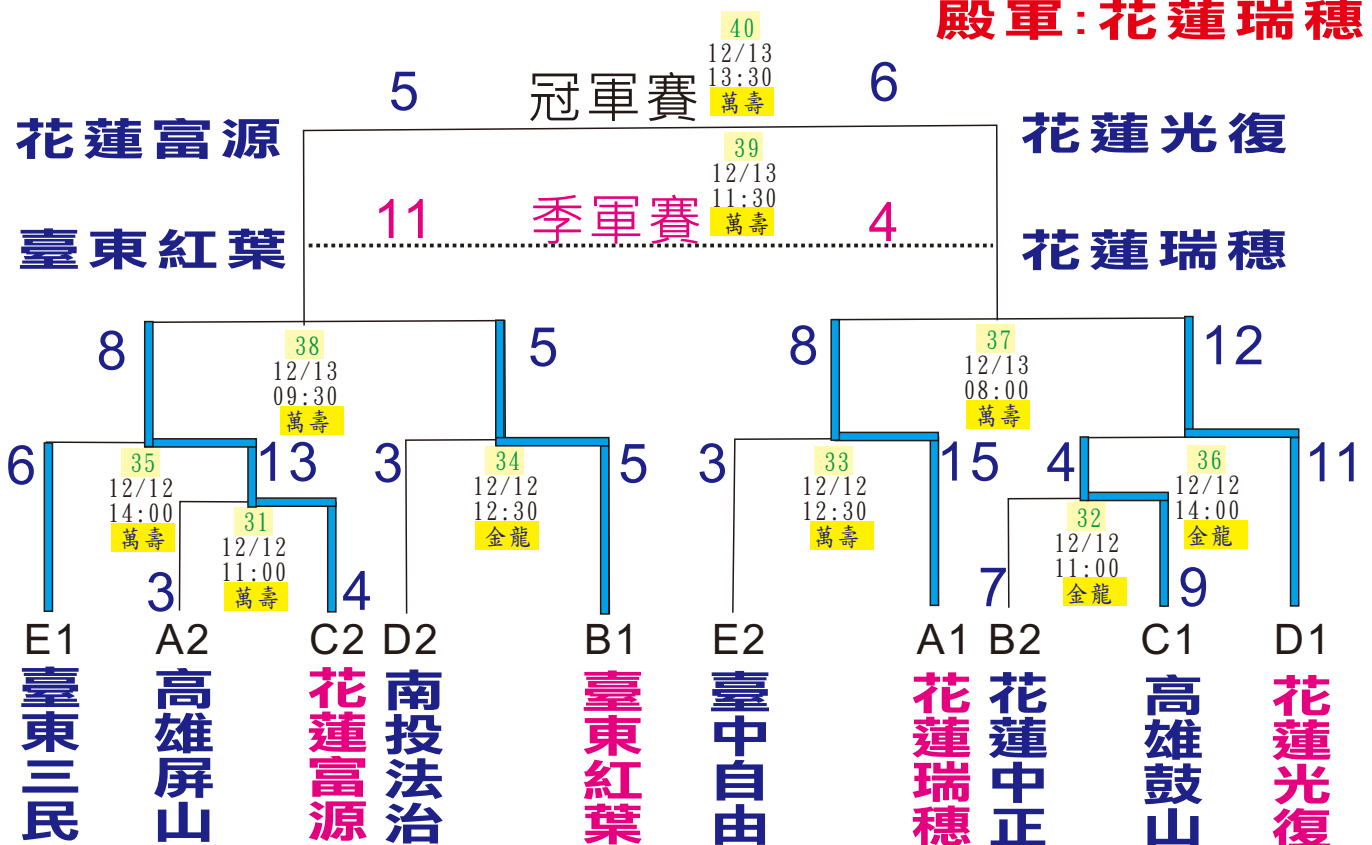 殿軍:花蓮瑞穗
40
12/13
13:30
萬壽
5
冠軍賽
6
花蓮富源
花蓮光復
39
12/13
11:30
萬壽
11
季軍賽
4
臺東紅葉
花蓮瑞穗
8
38
12/13
09:30
萬壽
5
8
37
12/13
08:00
萬壽
12
6
35
12/12
14:00
萬壽
13
3
34
12/12
12:30
金龍
5
3
33
12/12
12:30
萬壽
15
4
36
12/12
14:00
金龍
11
3
31
12/12
11:00
萬壽
4
7
32
12/12
11:00
金龍
9
E1
A2
C2
D2
B1
E2
A1
B2
C1
D1
臺東三民
高雄屏山
花蓮富源
南投法治
臺東紅葉
臺中自由
花蓮瑞穗
花蓮中正
高雄鼓山
花蓮光復